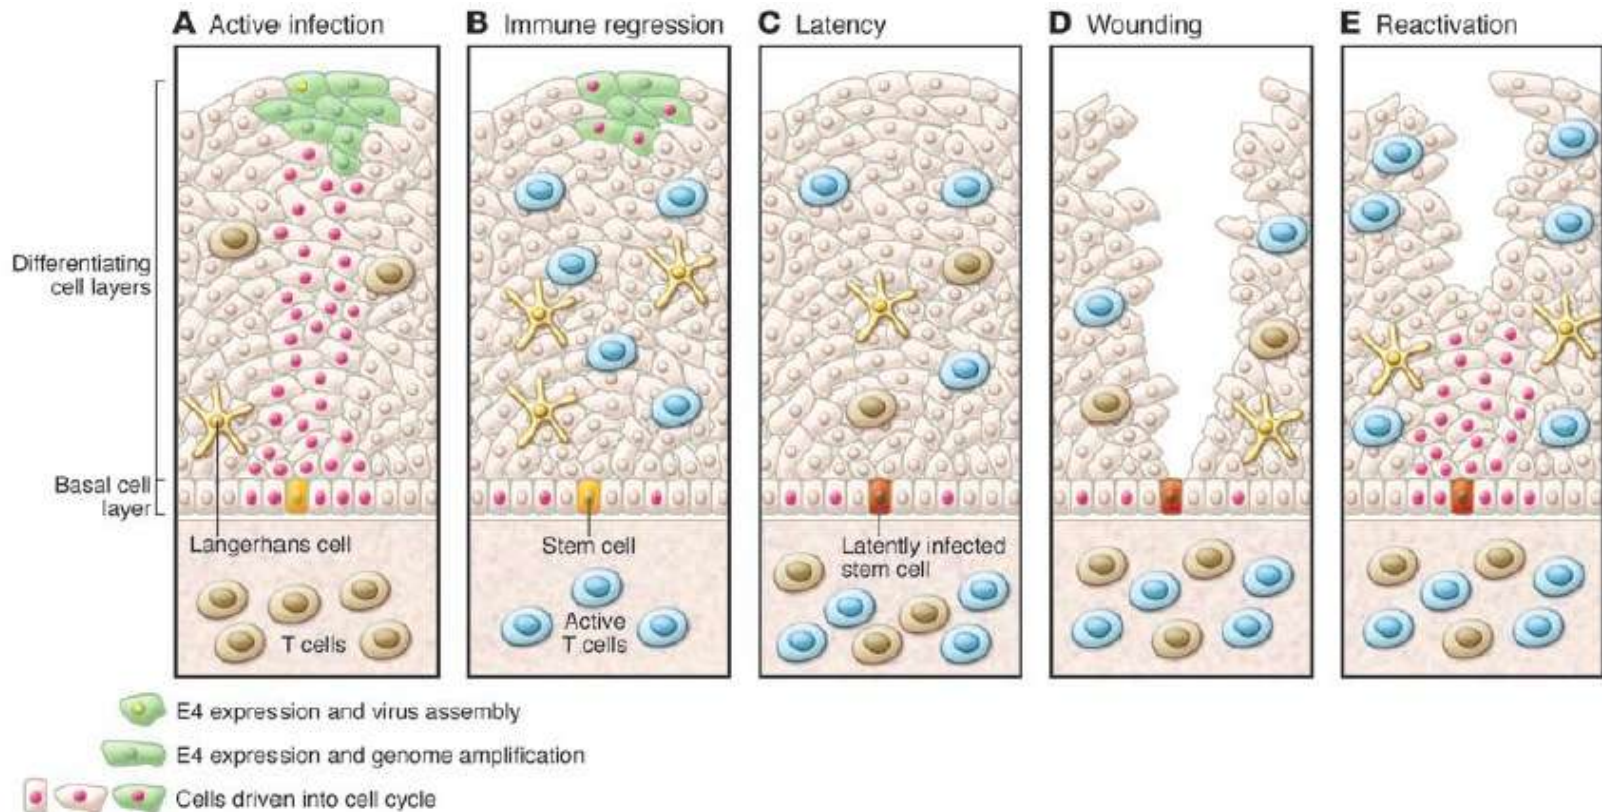 A Active infection
B Immune regression
C Latency
D Wounding
E Reactivation
Differentiating
cell layers
Basal cell
layer
Langerhans cell
T cells
Stem cell
Active
T cells
Latently infected
stem cell
E4 expression and virus assembly
E4 expression and genome amplification
Cells driven into cell cycle